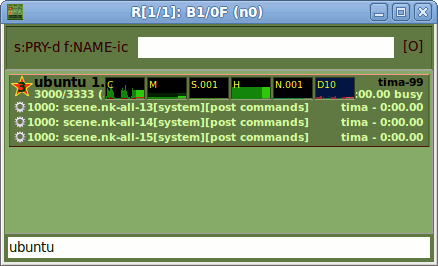 R[1/1]: B1/0F (n0)
s:PRY-d f:NAME-ic [O]
3 ubuntu 1 C M S.001 H N.001 D10 tima-99
3000/3333 ( :00.00 busy
1000: scene.nk-all-13[system][post commands] tima - 0:00.00
1000: scene.nk-all-14[system][post commands] tima - 0:00.00
1000: scene.nk-all-15[system][post commands] tima - 0:00.00
ubuntu